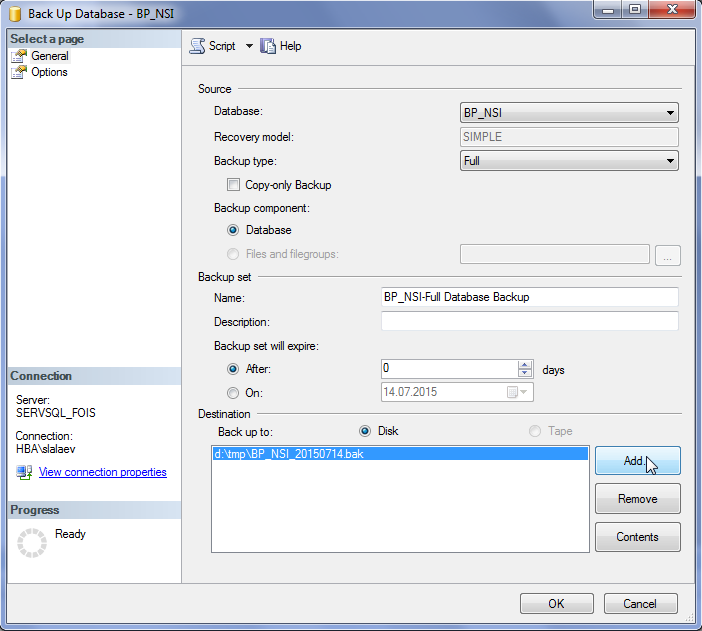 Back Up Database - BP_NSI
Select a page
General
Options
Script
Help
Source
Database:
BP_NSI
Recovery model:
SIMPLE
Backup type:
Full
Copy-only Backup
Backup component:
Database
Files and filegroups:
...
Backup set
Name:
BP_NSI-Full Database Backup
Description:
Backup set will expire:
After:
0
days
On:
14.07.2015
Destination
Back up to:
Disk
Tape
d:\tmp\BP_NSI_20150714.bak
Add...
Remove
Contents
Connection
Server:
SERVSQL_FOIS
Connection:
HBA\slalaev
View connection properties
Progress
Ready
OK
Cancel